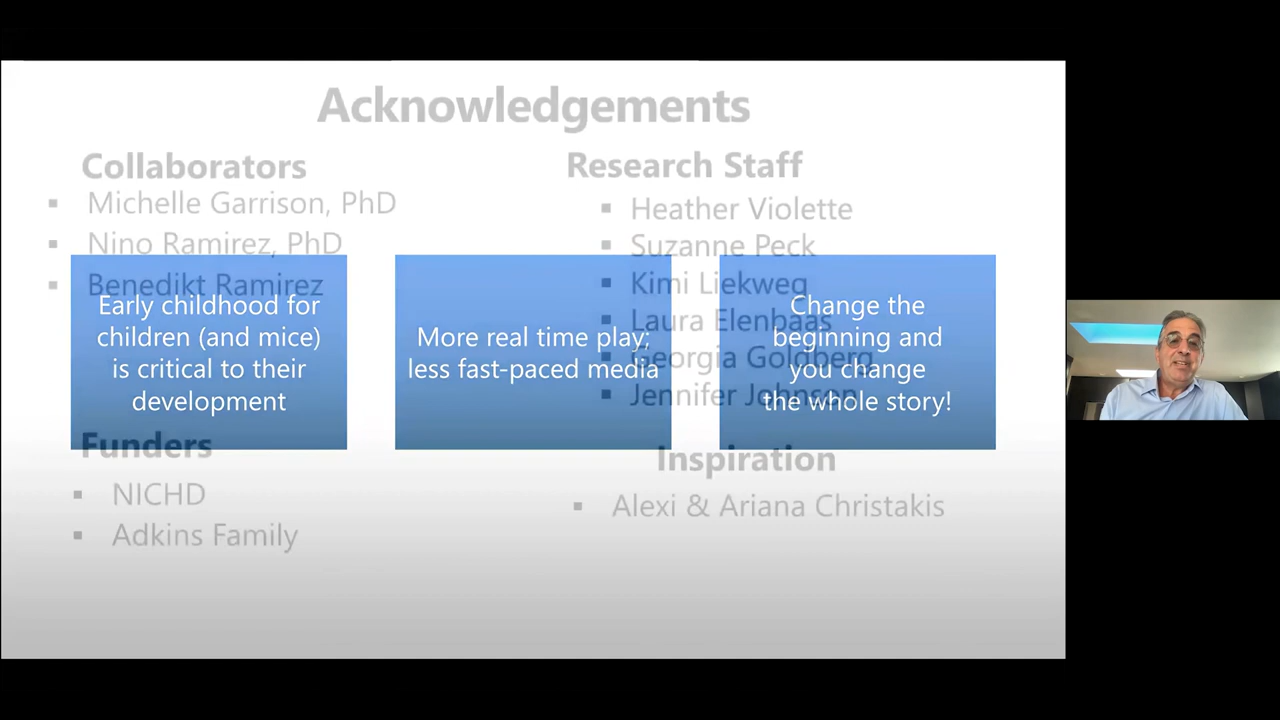 Acknowledgements
Collaborators
Michelle Garrison, PhD
Nino Ramirez, PhD
Benedikt Ramirez
Research Staff
Heather Violette
Suzanne Peck
Kimi Liekweg
Laura Elenbaas
Georgia Goldberg
Jennifer Johnson
Early childhood for
children (and mice)
is critical to their
development
More real time play;
less fast-paced media
Change the
beginning and
you change
the whole story!
Funders
NICHD
Adkins Family
Inspiration
Alexi & Ariana Christakis